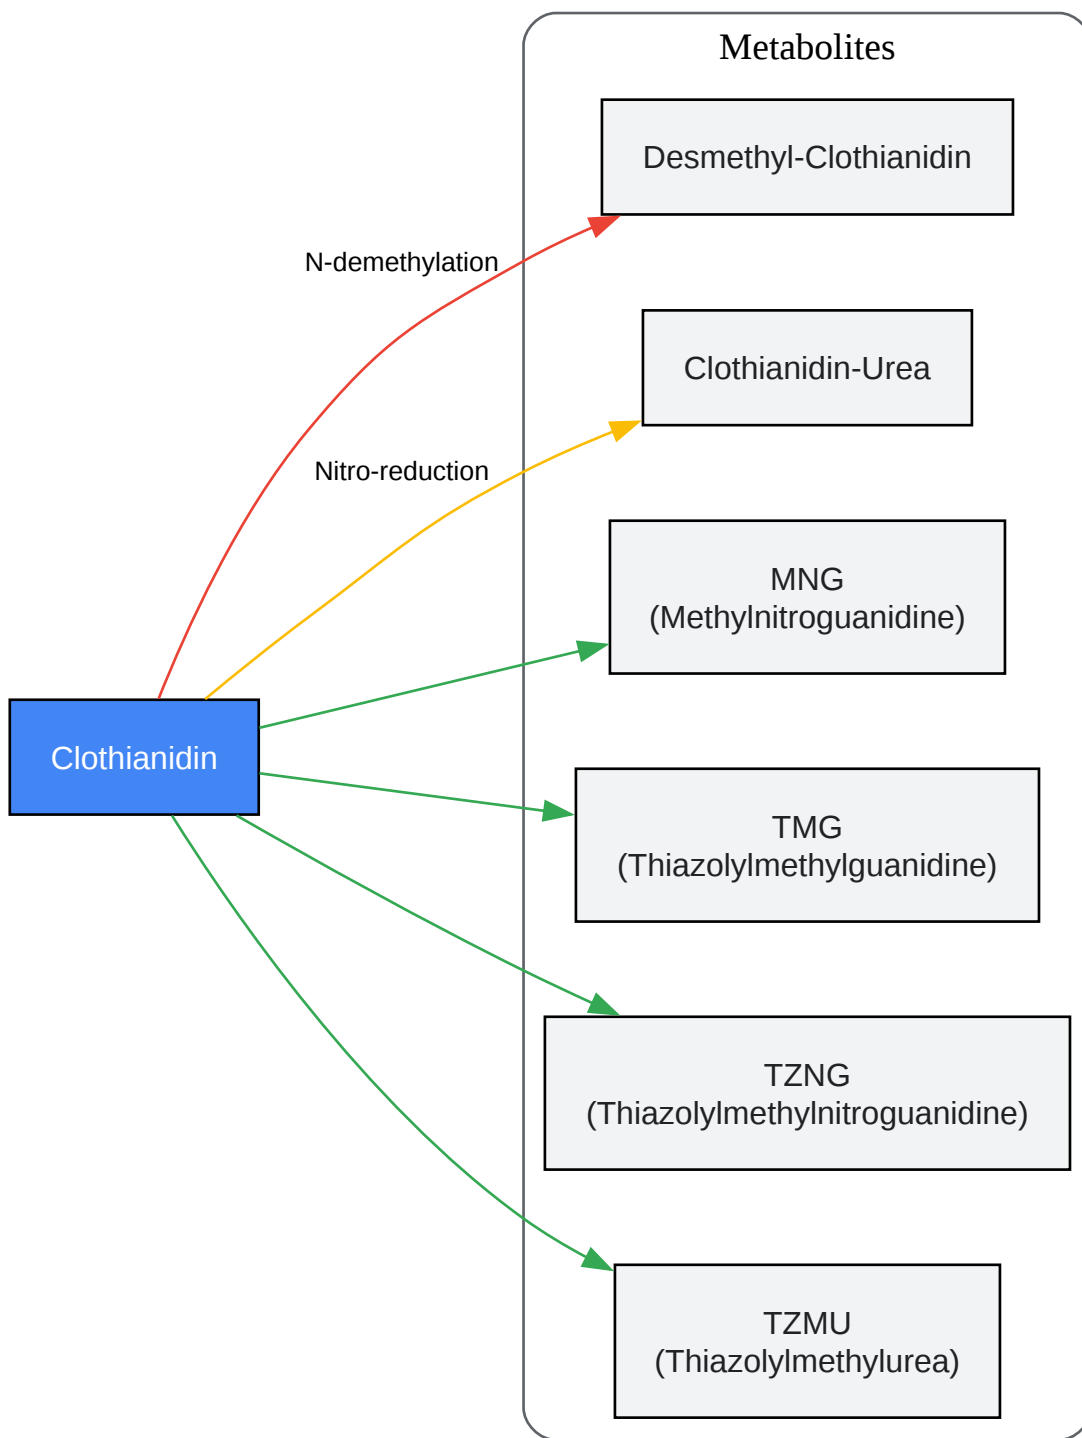 Metabolites
Desmethyl-Clothianidin
N-demethylation
Clothianidin-Urea
Nitro-reduction
MNG
(Methylnitroguanidine)
Clothianidin
TMG
(Thiazolylmethylguanidine)
TZNG
(Thiazolylmethylnitroguanidine)
TZMU
(Thiazolylmethylurea)